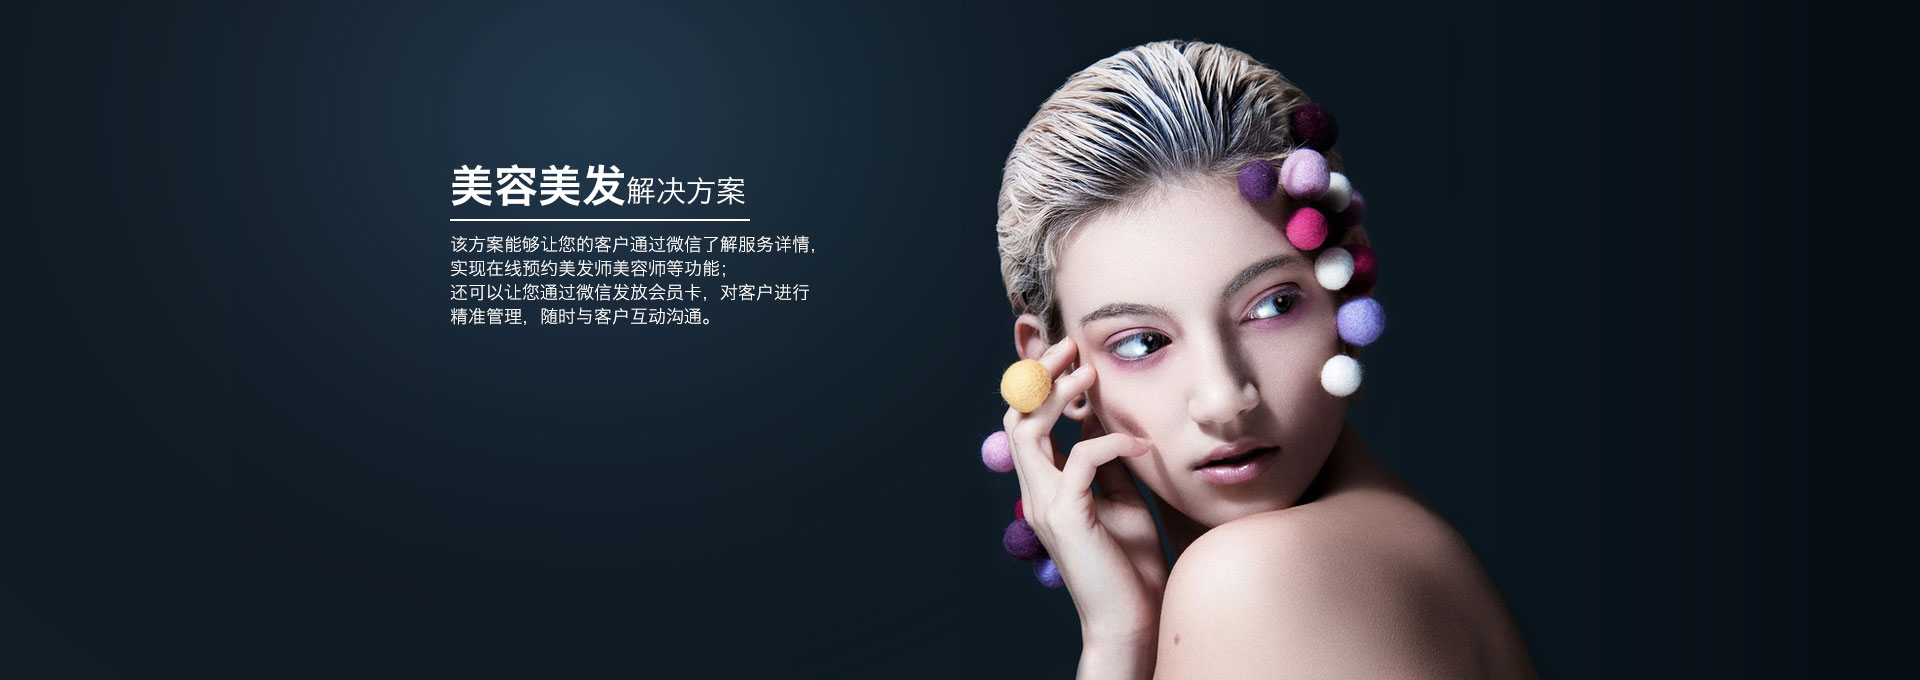 美容美发解决方案
该方案能够让您的客户通过微信了解服务详情，
实现在线预约美发师美容师等功能；
还可以让您通过微信发放会员卡，对客户进行
精准管理，随时与客户互动沟通。